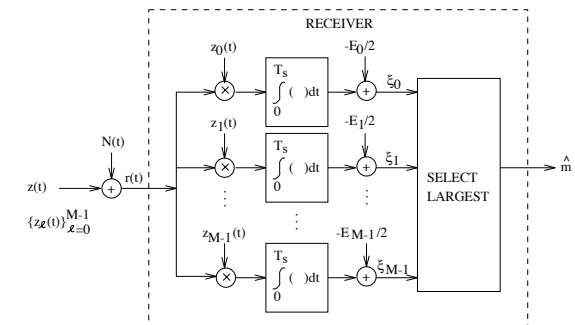 RECEIVER
z0(t)
-E0/2
Ts
∫ ( )dt
0
ξ0
×
+
N(t)
z1(t)
-E1/2
Ts
∫ ( )dt
0
ξ1
×
+
z(t)
+
r(t)
{zℓ(t)}M-1
ℓ=0
SELECT
LARGEST
m̂
zM-1(t)
-EM-1/2
Ts
∫ ( )dt
0
ξM-1
×
+